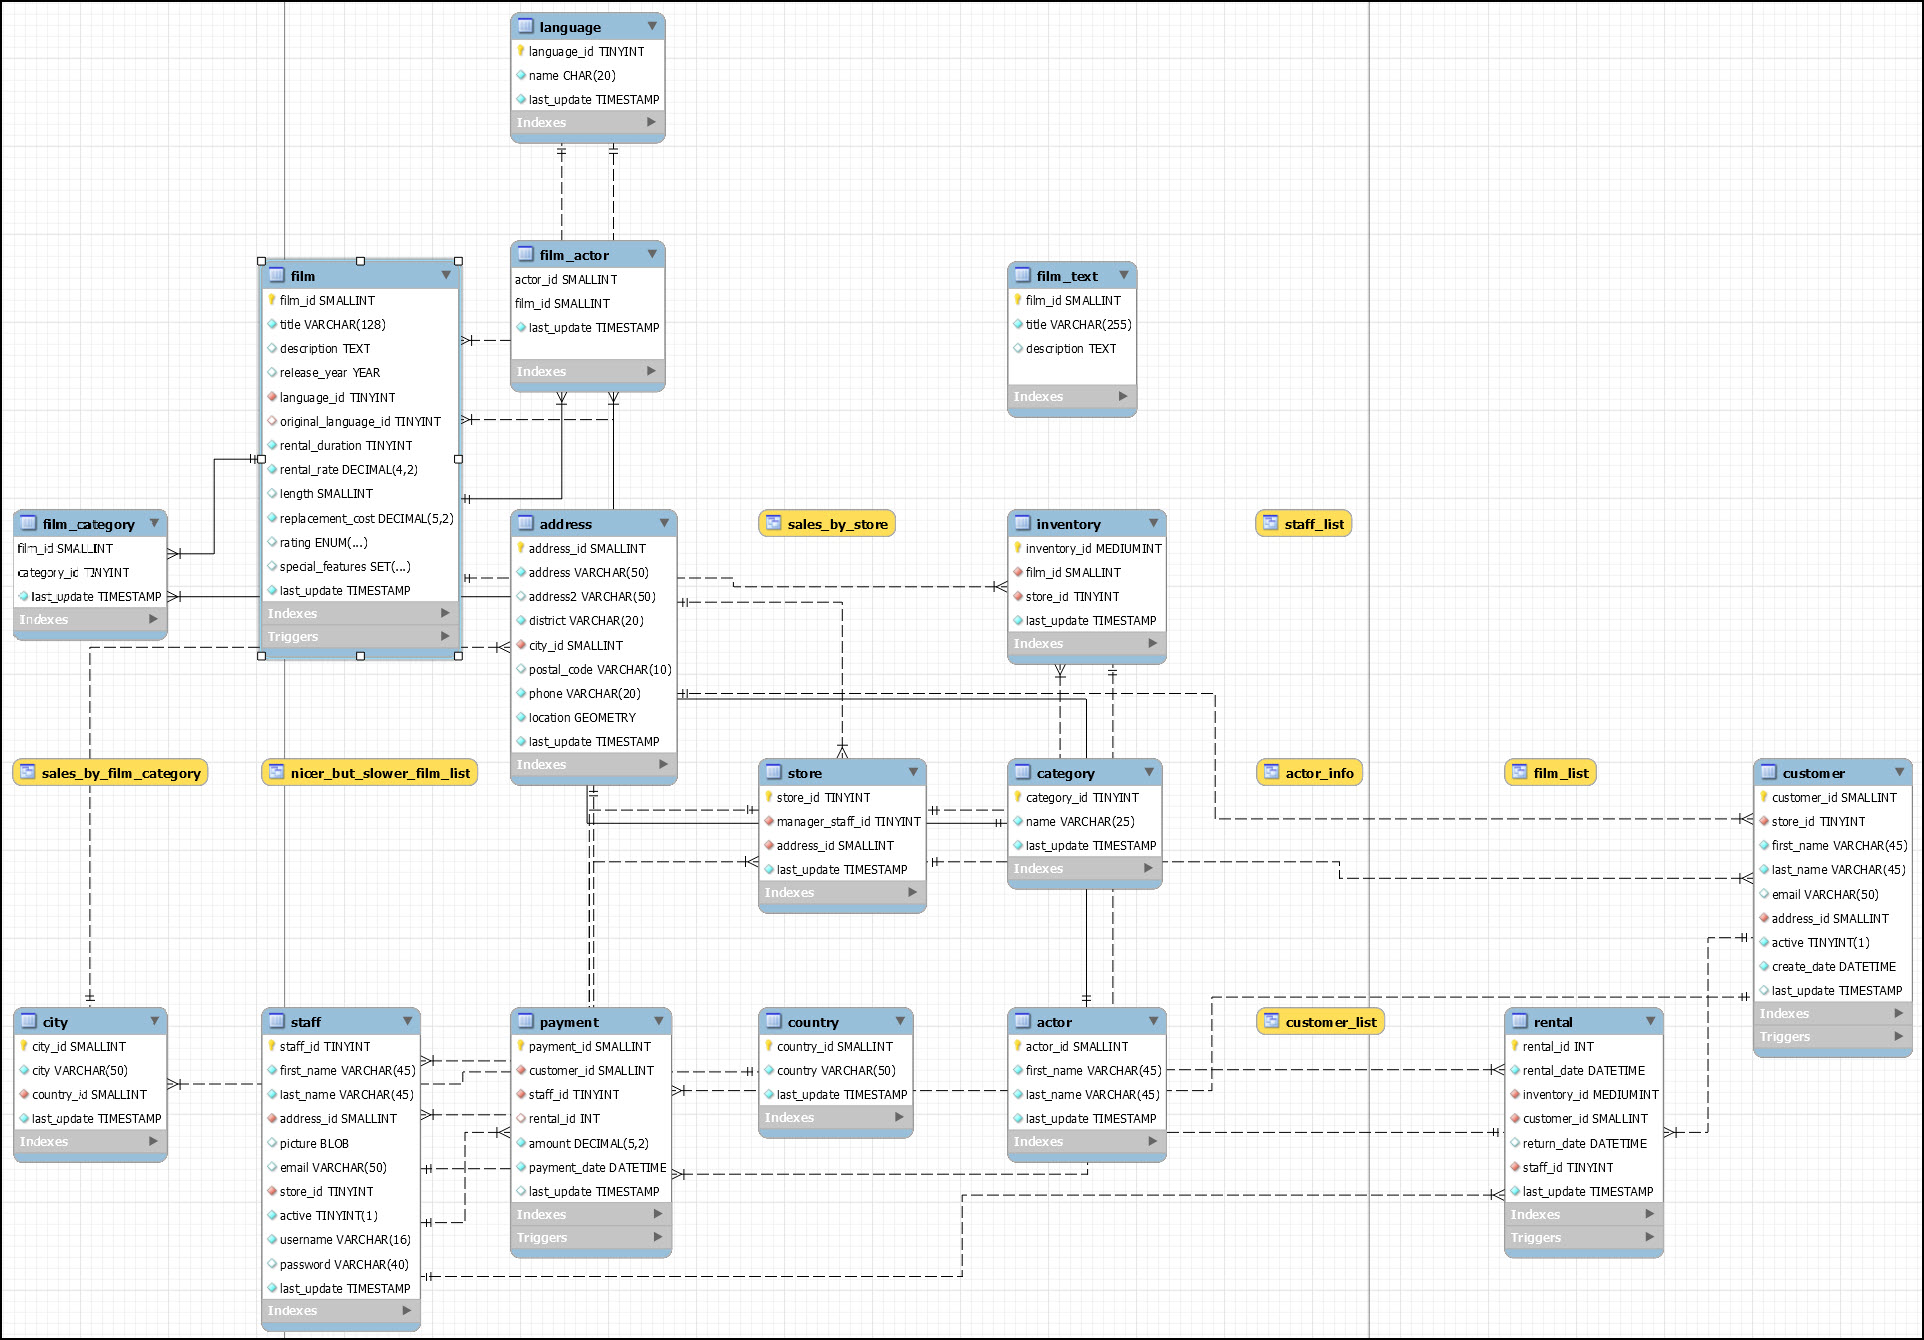 language
language_id TINYINT
name CHAR(20)
last_update TIMESTAMP
Indexes
film
film_id SMALLINT
title VARCHAR(128)
description TEXT
release_year YEAR
language_id TINYINT
original_language_id TINYINT
rental_duration TINYINT
rental_rate DECIMAL(4,2)
length SMALLINT
replacement_cost DECIMAL(5,2)
rating ENUM(...)
special_features SET(...)
last_update TIMESTAMP
Indexes
Triggers
film_actor
actor_id SMALLINT
film_id SMALLINT
last_update TIMESTAMP
Indexes
film_text
film_id SMALLINT
title VARCHAR(255)
description TEXT
Indexes
film_category
film_id SMALLINT
category_id TINYINT
last_update TIMESTAMP
Indexes
address
address_id SMALLINT
address VARCHAR(50)
address2 VARCHAR(50)
district VARCHAR(20)
city_id SMALLINT
postal_code VARCHAR(10)
phone VARCHAR(20)
location GEOMETRY
last_update TIMESTAMP
Indexes
sales_by_store
inventory
inventory_id MEDIUMINT
film_id SMALLINT
store_id TINYINT
last_update TIMESTAMP
Indexes
staff_list
sales_by_film_category
nicer_but_slower_film_list
store
store_id TINYINT
manager_staff_id TINYINT
address_id SMALLINT
last_update TIMESTAMP
Indexes
category
category_id TINYINT
name VARCHAR(25)
last_update TIMESTAMP
Indexes
actor_info
film_list
customer
customer_id SMALLINT
store_id TINYINT
first_name VARCHAR(45)
last_name VARCHAR(45)
email VARCHAR(50)
address_id SMALLINT
active TINYINT(1)
create_date DATETIME
last_update TIMESTAMP
Indexes
Triggers
city
city_id SMALLINT
city VARCHAR(50)
country_id SMALLINT
last_update TIMESTAMP
Indexes
staff
staff_id TINYINT
first_name VARCHAR(45)
last_name VARCHAR(45)
address_id SMALLINT
picture BLOB
email VARCHAR(50)
store_id TINYINT
active TINYINT(1)
username VARCHAR(16)
password VARCHAR(40)
last_update TIMESTAMP
Indexes
payment
payment_id SMALLINT
customer_id SMALLINT
staff_id TINYINT
rental_id INT
amount DECIMAL(5,2)
payment_date DATETIME
last_update TIMESTAMP
Indexes
Triggers
country
country_id SMALLINT
country VARCHAR(50)
last_update TIMESTAMP
Indexes
actor
actor_id SMALLINT
first_name VARCHAR(45)
last_name VARCHAR(45)
last_update TIMESTAMP
Indexes
customer_list
rental
rental_id INT
rental_date DATETIME
inventory_id MEDIUMINT
customer_id SMALLINT
return_date DATETIME
staff_id TINYINT
last_update TIMESTAMP
Indexes
Triggers